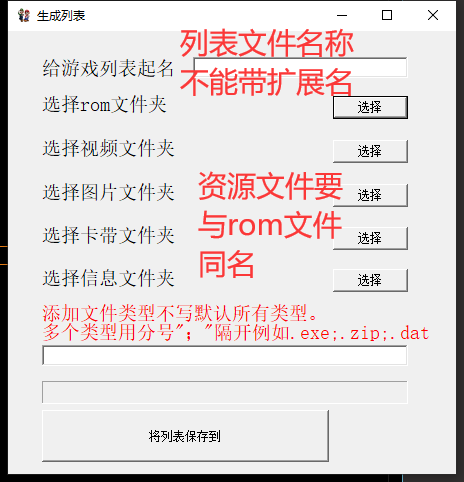 生成列表
列表文件名称
给游戏列表起名
不能带扩展名
选择rom文件夹 选择
选择视频文件夹 选择
选择图片文件夹 选择
资源文件要
与rom文件
同名
选择卡带文件夹 选择
选择信息文件夹 选择
添加文件类型不写默认所有类型。
多个类型用分号"；"隔开例如.exe;.zip;.dat
将列表保存到